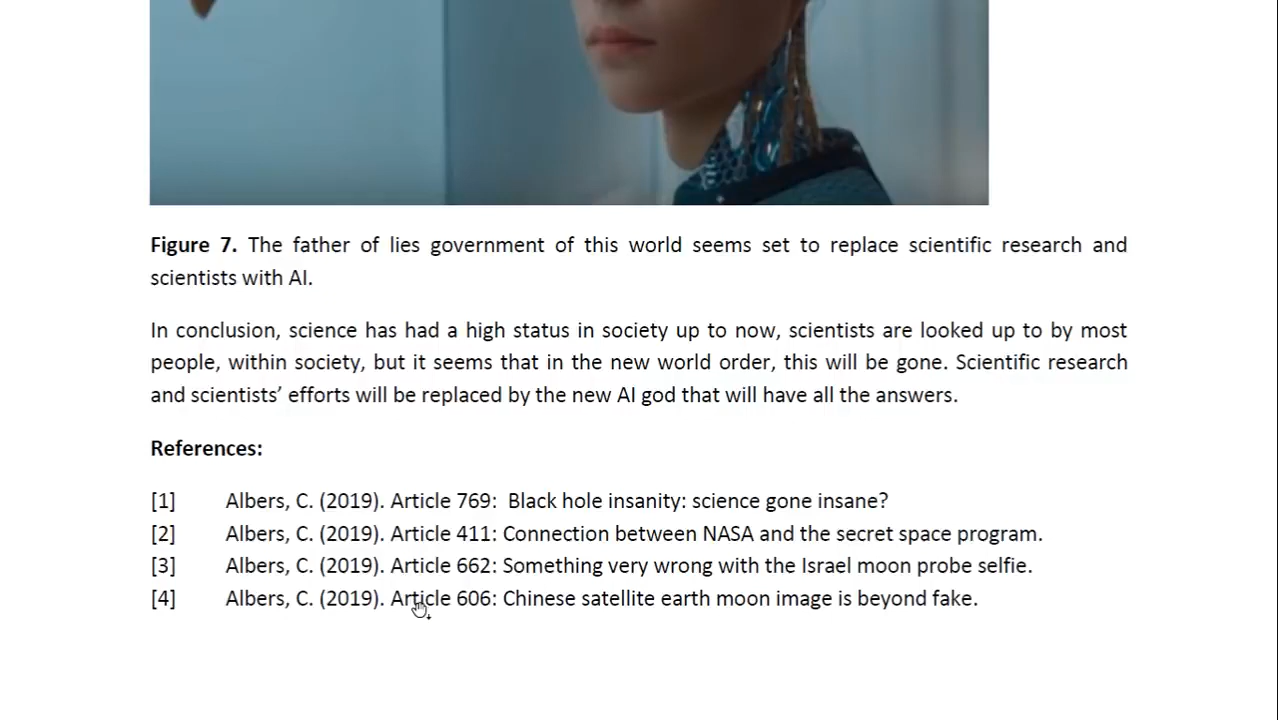 Figure 7. The father of lies government of this world seems set to replace scientific research and
scientists with AI.
In conclusion, science has had a high status in society up to now, scientists are looked up to by most
people, within society, but it seems that in the new world order, this will be gone. Scientific research
and scientists’ efforts will be replaced by the new AI god that will have all the answers.
References:
[1] Albers, C. (2019). Article 769: Black hole insanity: science gone insane?
[2] Albers, C. (2019). Article 411: Connection between NASA and the secret space program.
[3] Albers, C. (2019). Article 662: Something very wrong with the Israel moon probe selfie.
[4] Albers, C. (2019). Article 606: Chinese satellite earth moon image is beyond fake.